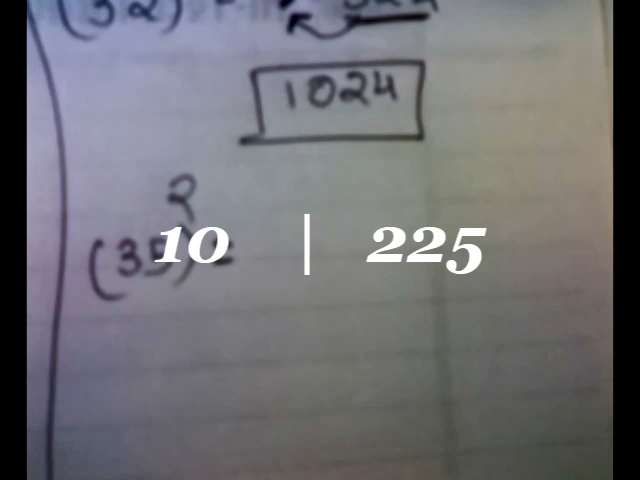 (32) -
1024
2
(35) =
10 | 225